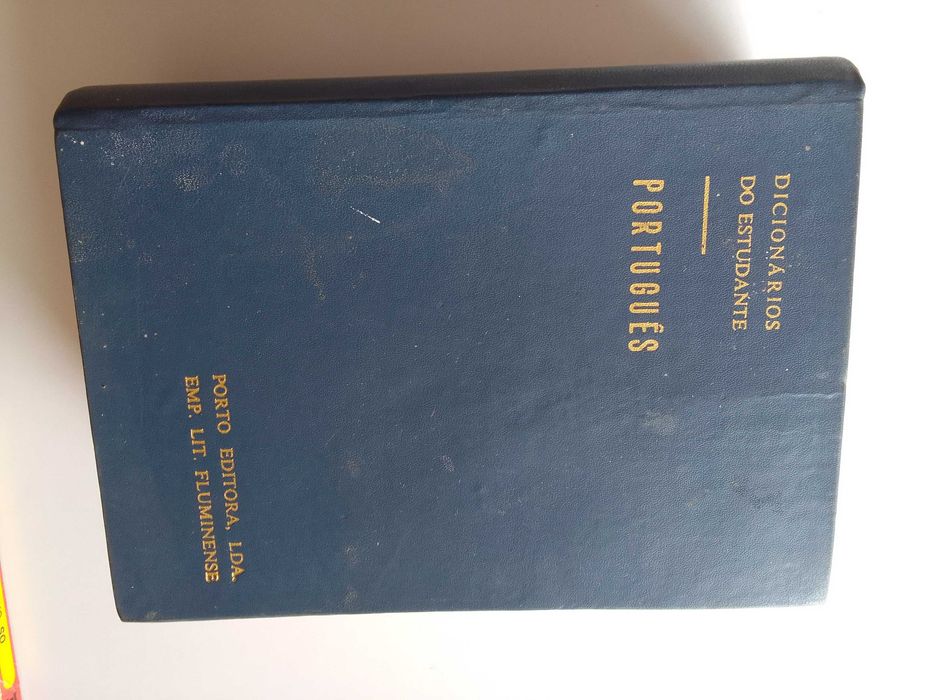 DICIONÁRIOS
DO ESTUDANTE
PORTUGUÊS
PORTO EDITORA, LDA.
EMP. LIT. FLUMINENSE